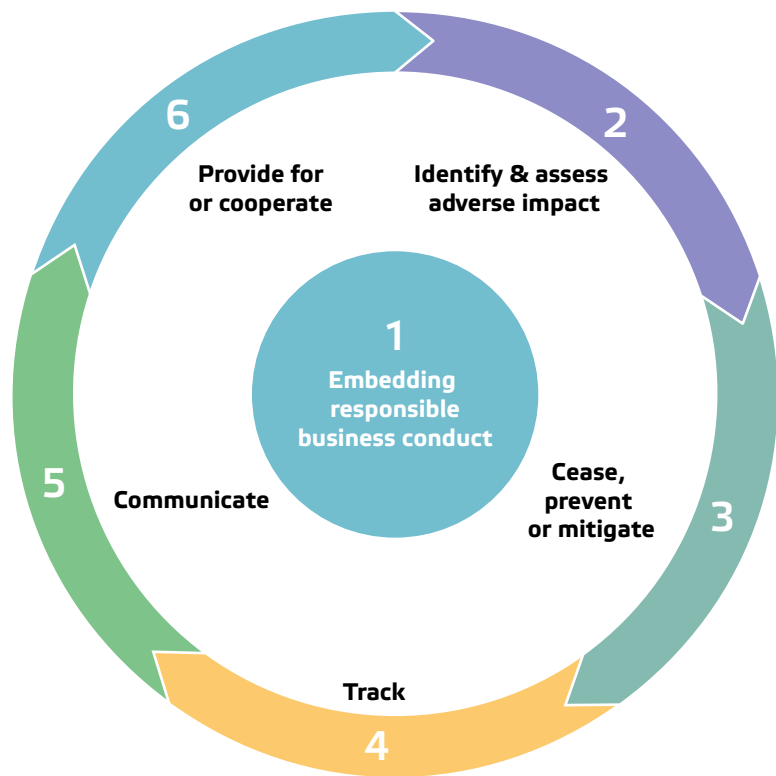 1
Embedding
responsible
business conduct
2
Identify & assess
adverse impact
3
Cease,
prevent
or mitigate
4
Track
5
Communicate
6
Provide for
or cooperate